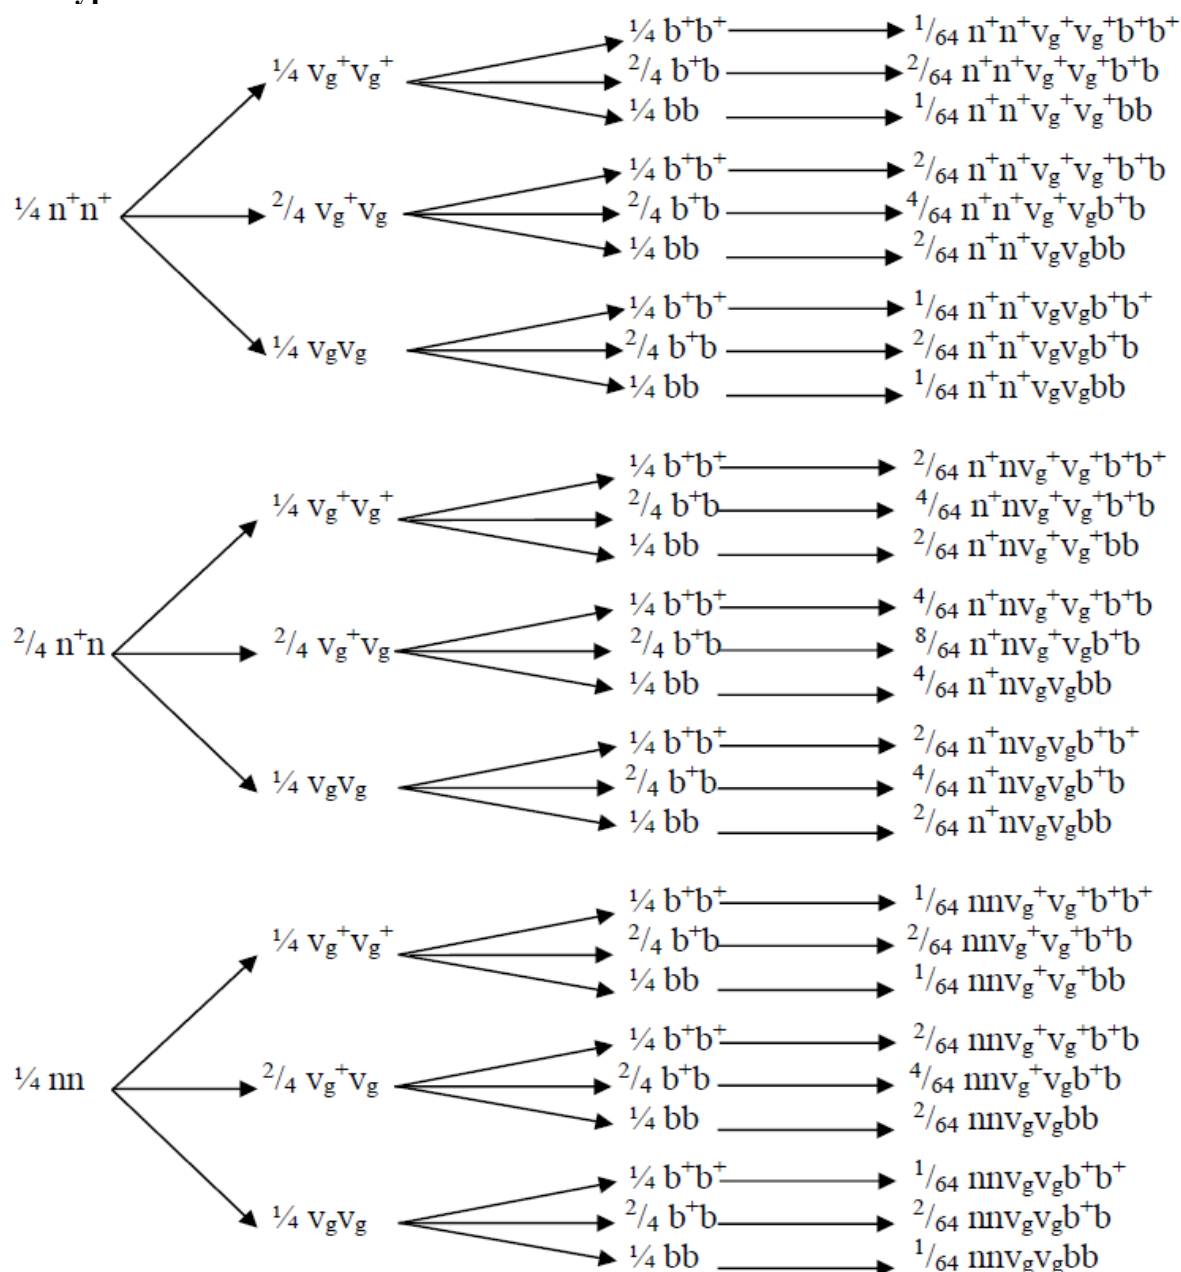 ¼ b⁺b⁺ ¹/₆₄ n⁺n⁺v_g⁺v_g⁺b⁺b⁺
¼ v_g⁺v_g⁺ ²/₄ b⁺b ²/₆₄ n⁺n⁺v_g⁺v_g⁺b⁺b
¼ bb ¹/₆₄ n⁺n⁺v_g⁺v_g⁺bb
¼ b⁺b⁺ ²/₆₄ n⁺n⁺v_g⁺v_g⁺b⁺b
¼ n⁺n⁺ ²/₄ v_g⁺v_g ²/₄ b⁺b ⁴/₆₄ n⁺n⁺v_g⁺v_gb⁺b
¼ bb ²/₆₄ n⁺n⁺v_gv_gbb
¼ b⁺b⁺ ¹/₆₄ n⁺n⁺v_gv_gb⁺b⁺
¼ v_gv_g ²/₄ b⁺b ²/₆₄ n⁺n⁺v_gv_gb⁺b
¼ bb ¹/₆₄ n⁺n⁺v_gv_gbb
¼ b⁺b⁺ ²/₆₄ n⁺nv_g⁺v_g⁺b⁺b⁺
¼ v_g⁺v_g⁺ ²/₄ b⁺b ⁴/₆₄ n⁺nv_g⁺v_g⁺b⁺b
¼ bb ²/₆₄ n⁺nv_g⁺v_g⁺bb
¼ b⁺b⁺ ⁴/₆₄ n⁺nv_g⁺v_g⁺b⁺b
²/₄ n⁺n ²/₄ v_g⁺v_g ²/₄ b⁺b ⁸/₆₄ n⁺nv_g⁺v_gb⁺b
¼ bb ⁴/₆₄ n⁺nv_gv_gbb
¼ b⁺b⁺ ²/₆₄ n⁺nv_gv_gb⁺b⁺
¼ v_gv_g ²/₄ b⁺b ⁴/₆₄ n⁺nv_gv_gb⁺b
¼ bb ²/₆₄ n⁺nv_gv_gbb
¼ b⁺b⁺ ¹/₆₄ nnv_g⁺v_g⁺b⁺b⁺
¼ v_g⁺v_g⁺ ²/₄ b⁺b ²/₆₄ nnv_g⁺v_g⁺b⁺b
¼ bb ¹/₆₄ nnv_g⁺v_g⁺bb
¼ b⁺b⁺ ²/₆₄ nnv_g⁺v_g⁺b⁺b
¼ nn ²/₄ v_g⁺v_g ²/₄ b⁺b ⁴/₆₄ nnv_g⁺v_gb⁺b
¼ bb ²/₆₄ nnv_gv_gbb
¼ b⁺b⁺ ¹/₆₄ nnv_gv_gb⁺b⁺
¼ v_gv_g ²/₄ b⁺b ²/₆₄ nnv_gv_gb⁺b
¼ bb ¹/₆₄ nnv_gv_gbb